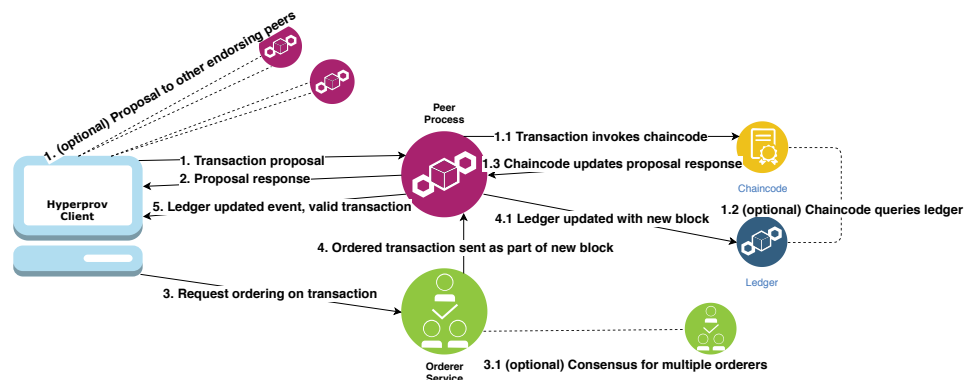 1. (optional) Proposal to other endorsing peers
Peer
Process
1.1 Transaction invokes chaincode
1. Transaction proposal
1.3 Chaincode updates proposal response
2. Proposal response
Chaincode
Hyperprov
Client
5. Ledger updated event, valid transaction
4.1 Ledger updated with new block
1.2 (optional) Chaincode queries ledger
4. Ordered transaction sent as part of new block
Ledger
3. Request ordering on transaction
3.1 (optional) Consensus for multiple orderers
Orderer
Service